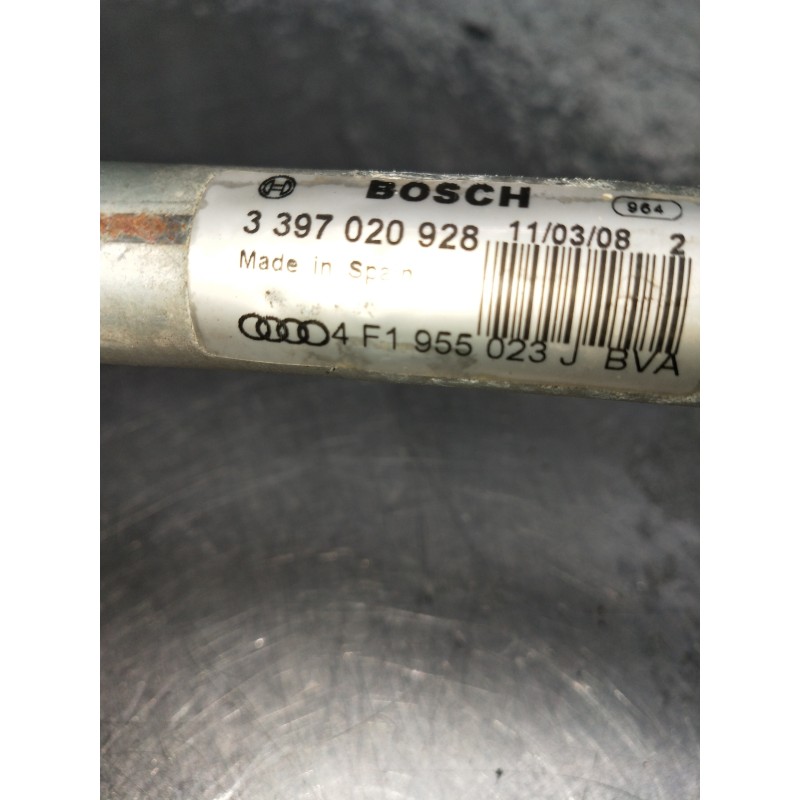 BOSCH 964
3 397 020 928 11/03/08 2
Made in Spain
4 F1 955 023 J BVA